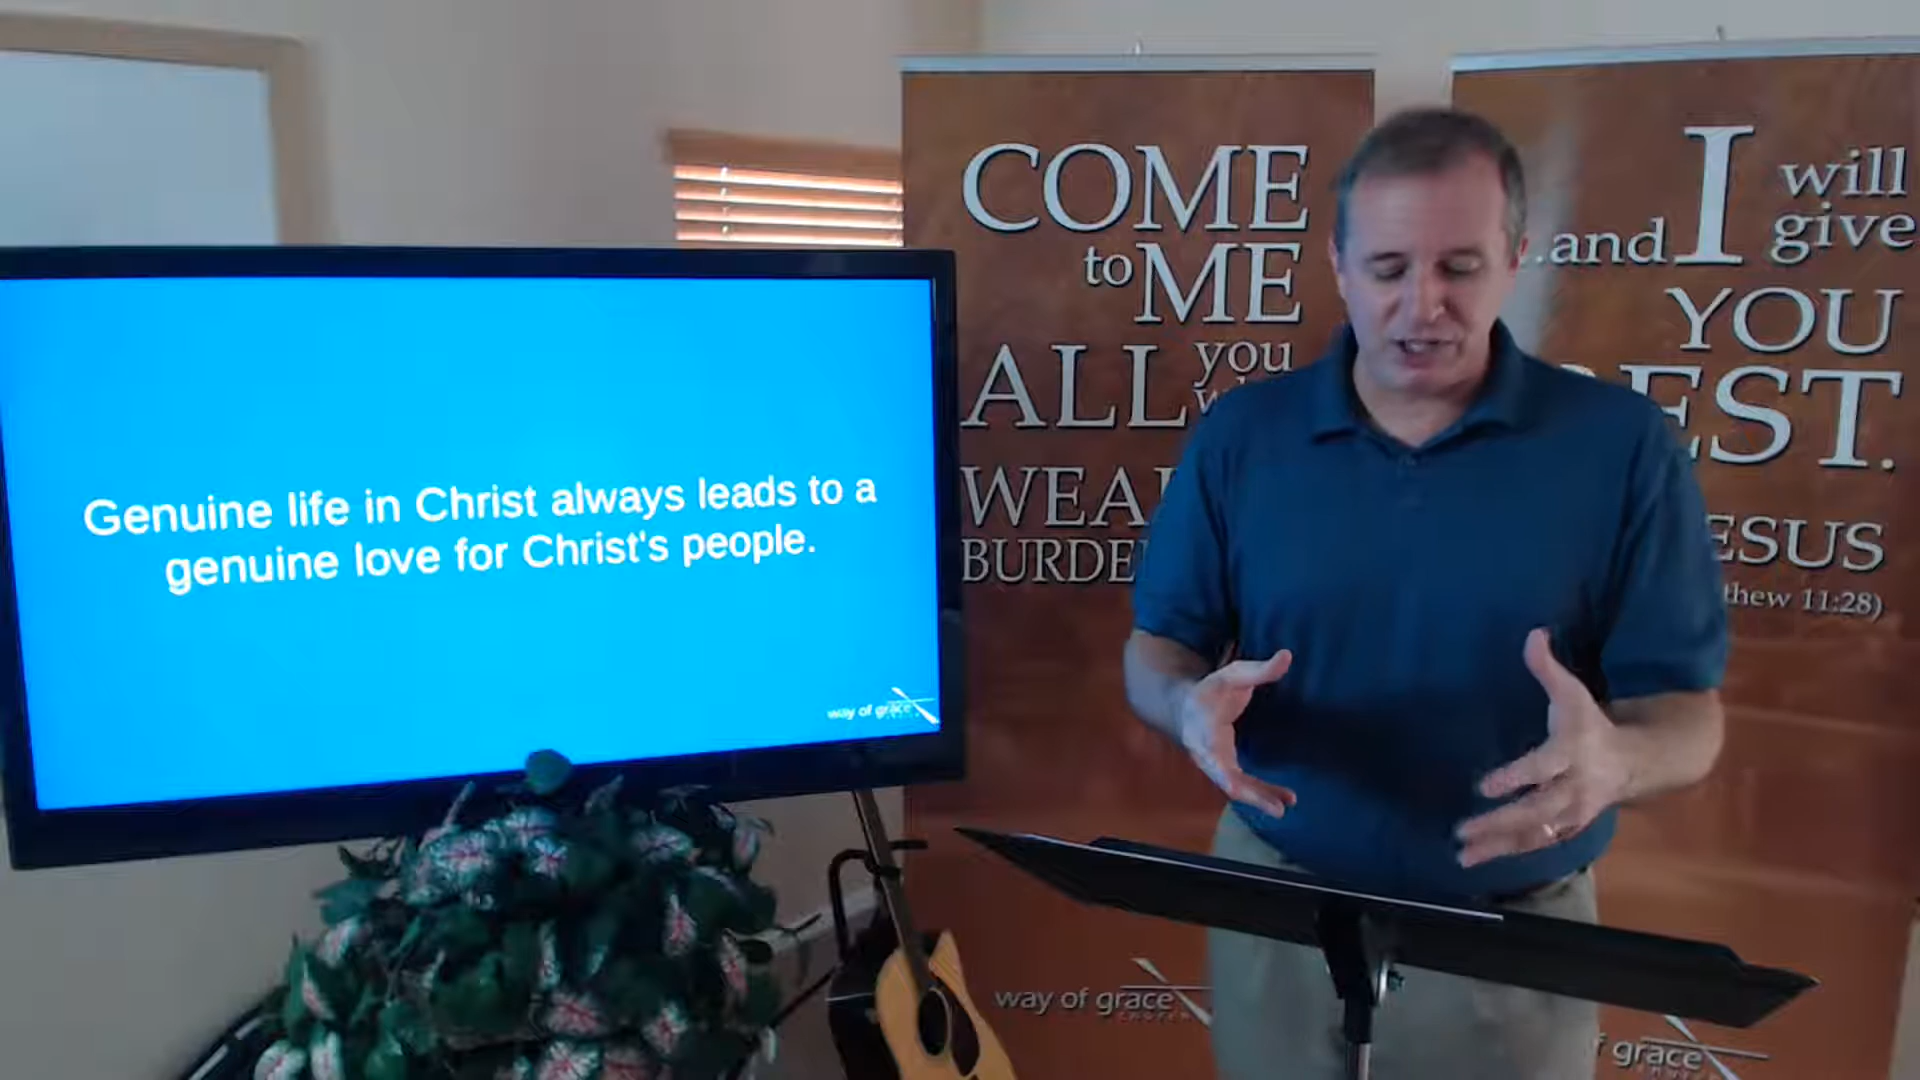 Genuine life in Christ always leads to a
genuine love for Christ's people.
way of grace
COME
to ME
ALL you
WEA
BURDE
way of grace
CHURCH
and I will
give
YOU
EST.
ESUS
thew 11:28)
f grace